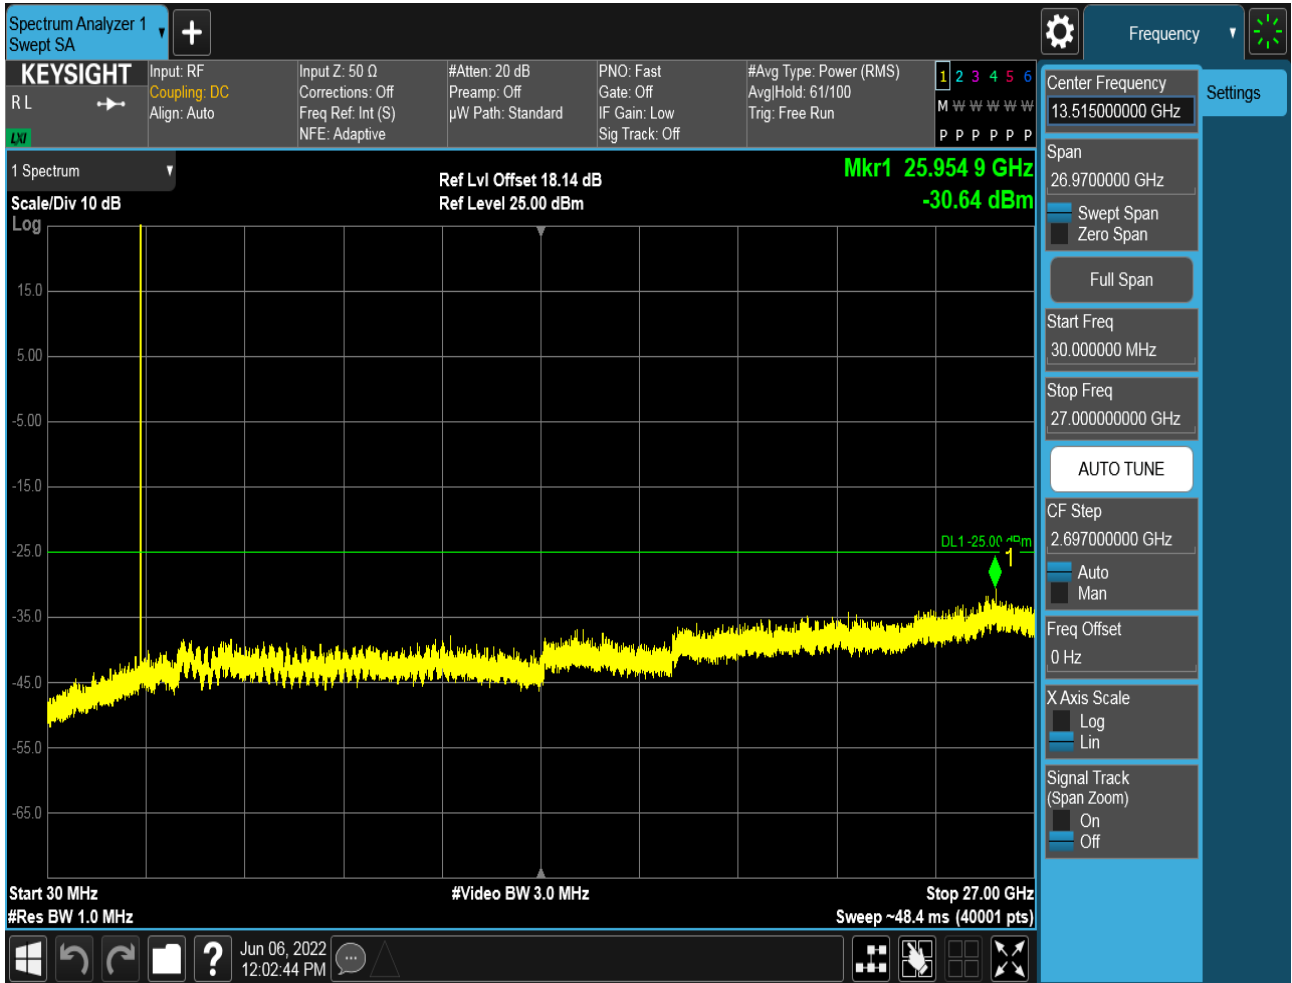 Spectrum Analyzer 1
Swept SA
Frequency
KEYSIGHT
R L
LXI
Input: RF
Coupling: DC
Align: Auto
Input Z: 50 Ω
Corrections: Off
Freq Ref: Int (S)
NFE: Adaptive
#Atten: 20 dB
Preamp: Off
µW Path: Standard
PNO: Fast
Gate: Off
IF Gain: Low
Sig Track: Off
#Avg Type: Power (RMS)
Avg|Hold: 61/100
Trig: Free Run
1 2 3 4 5 6
M W W W W W
P P P P P P
1 Spectrum
Scale/Div 10 dB
Log
Ref Lvl Offset 18.14 dB
Ref Level 25.00 dBm
Mkr1 25.954 9 GHz
-30.64 dBm
15.0
5.00
-5.00
-15.0
-25.0
-35.0
-45.0
-55.0
-65.0
DL1 -25.00 dBm
1
Start 30 MHz
#Res BW 1.0 MHz
#Video BW 3.0 MHz
Stop 27.00 GHz
Sweep ~48.4 ms (40001 pts)
Center Frequency
13.515000000 GHz
Span
26.9700000 GHz
Swept Span
Zero Span
Full Span
Start Freq
30.000000 MHz
Stop Freq
27.000000000 GHz
AUTO TUNE
CF Step
2.697000000 GHz
Auto
Man
Freq Offset
0 Hz
X Axis Scale
Log
Lin
Signal Track
(Span Zoom)
On
Off
Settings
?
Jun 06, 2022
12:02:44 PM